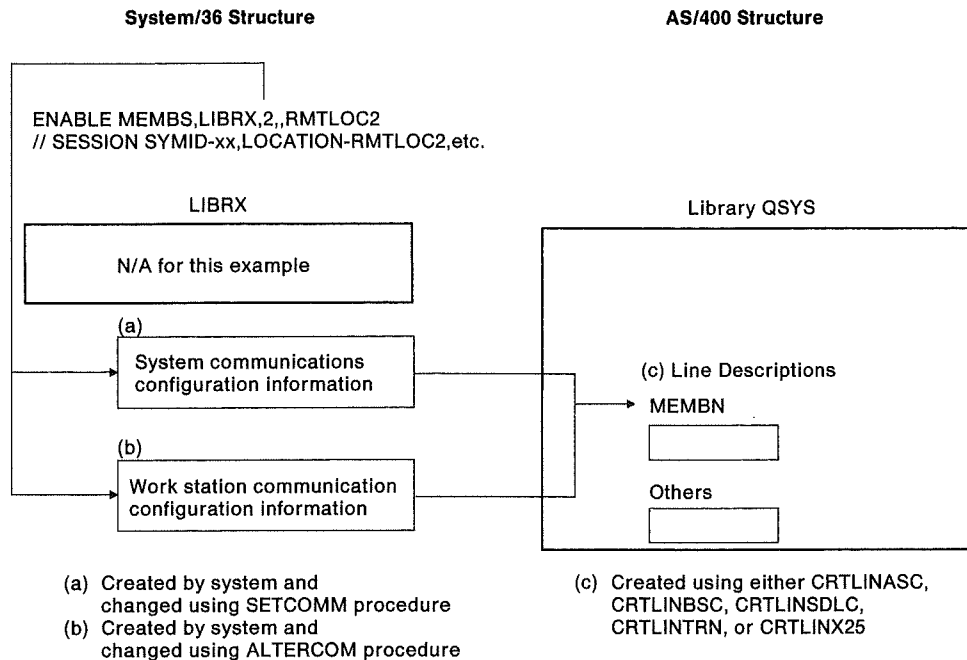 System/36 Structure
AS/400 Structure
ENABLE MEMBS,LIBRX,2,,RMTLOC2
// SESSION SYMID-xx,LOCATION-RMTLOC2,etc.
LIBRX
Library QSYS
N/A for this example
(a)
System communications
configuration information
(c) Line Descriptions
MEMBN
(b)
Work station communication
configuration information
Others
(a) Created by system and
changed using SETCOMM procedure
(b) Created by system and
changed using ALTERCOM procedure
(c) Created using either CRTLINASC,
CRTLINBSC, CRTLINSDLC,
CRTLINTRN, or CRTLINX25